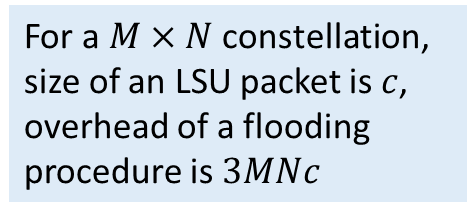 For a M × N constellation,
size of an LSU packet is c,
overhead of a flooding
procedure is 3MNc